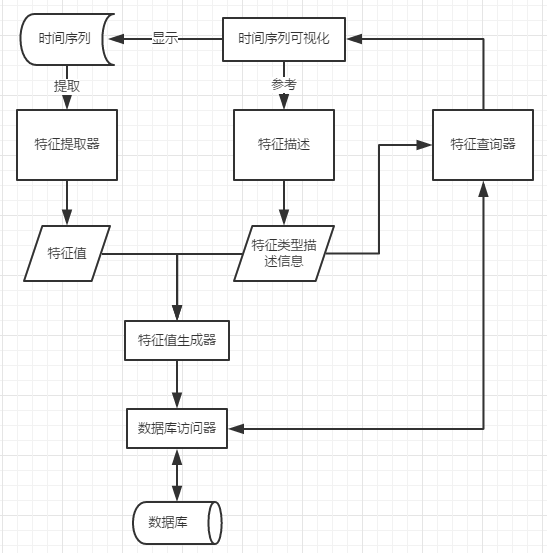 时间序列
显示
时间序列可视化
提取
参考
特征提取器
特征描述
特征查询器
特征值
特征类型描
述信息
特征值生成器
数据库访问器
数据库